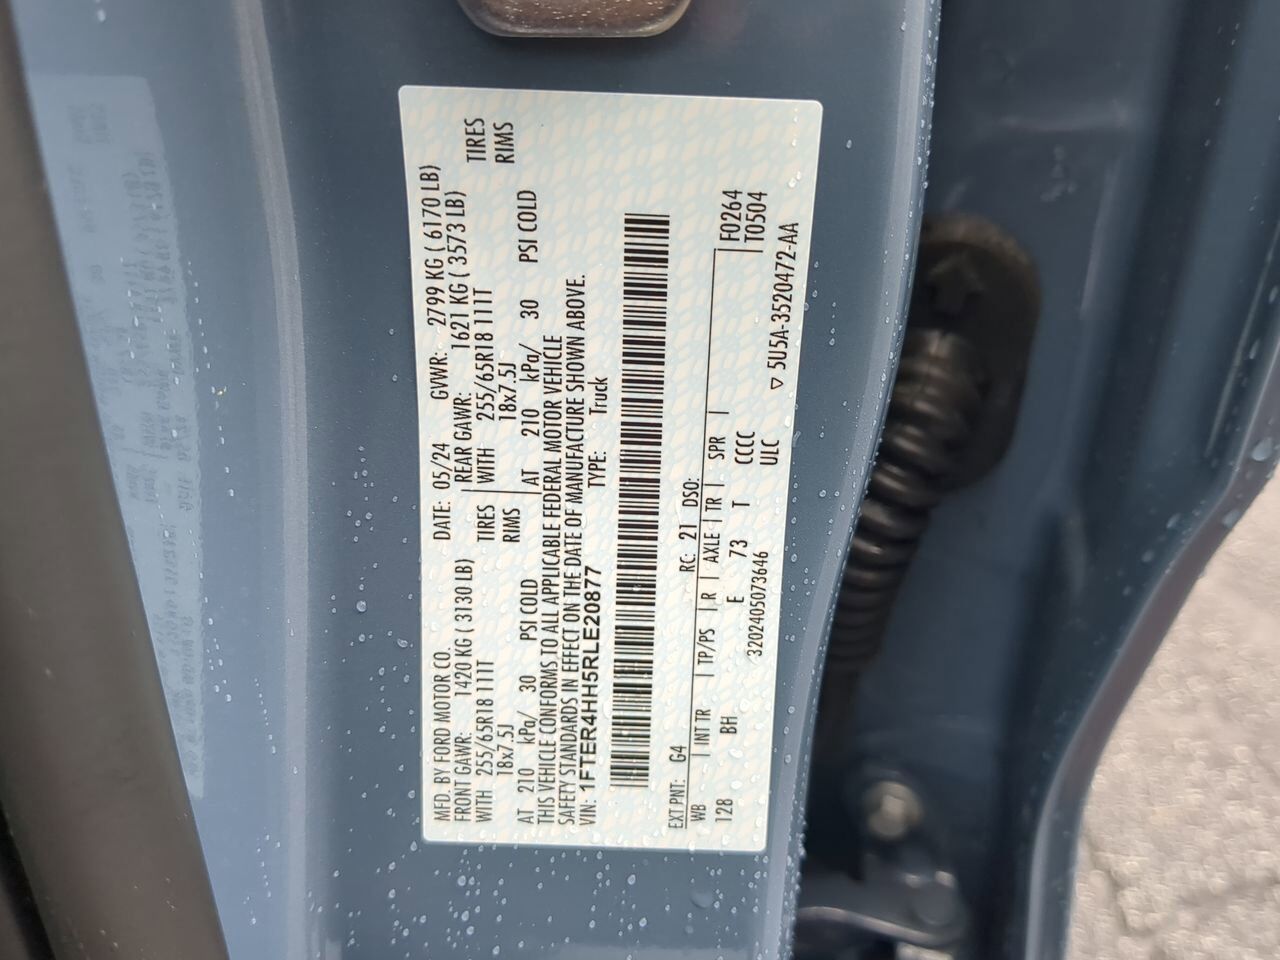 MFD. BY FORD MOTOR CO.
DATE: 05/24 GVWR: 2799 KG ( 6170 LB)
FRONT GAWR: 1420 KG ( 3130 LB) REAR GAWR: 1621 KG ( 3573 LB)
WITH 255/65R18 111T TIRES WITH 255/65R18 111T TIRES
18x7.5J RIMS 18x7.5J RIMS
AT 210 kPa/ 30 PSI COLD AT 210 kPa/ 30 PSI COLD
THIS VEHICLE CONFORMS TO ALL APPLICABLE FEDERAL MOTOR VEHICLE
SAFETY STANDARDS IN EFFECT ON THE DATE OF MANUFACTURE SHOWN ABOVE.
VIN: 1FTER4HH5RLE20877 TYPE: Truck
EXT PNT: G4 RC: 21 DSO:
WB | INT TR | TP/PS | R | AXLE | TR | SPR | F0264
128 BH E 73 T CCCC T0504
320240507 3646 ULC
▽ 5U5A-3520472-AA